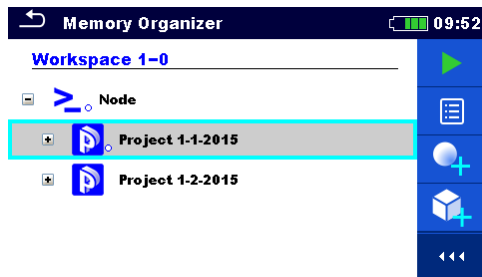 Memory Organizer
09:52
Workspace 1-0
Node
Project 1-1-2015
Project 1-2-2015